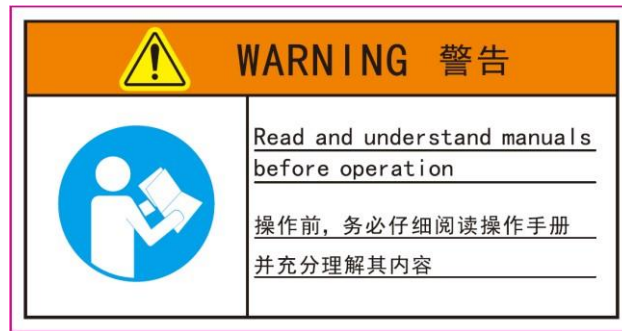 WARNING 警告
Read and understand manuals
before operation
操作前，务必仔细阅读操作手册
并充分理解其内容